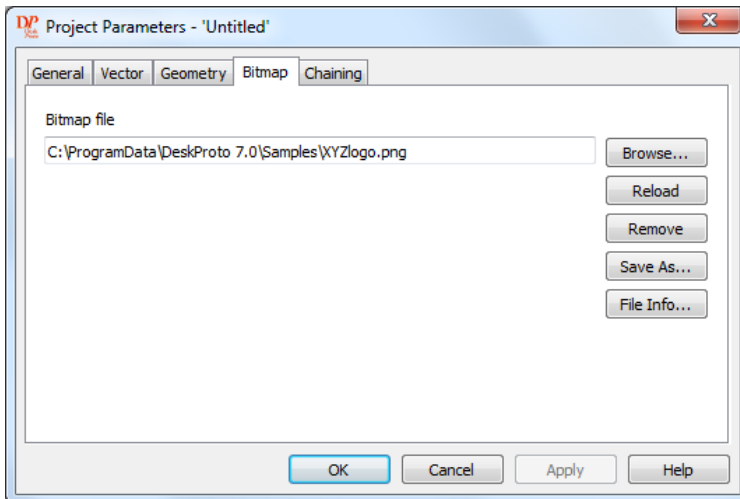 DP
Project Parameters - 'Untitled'
General Vector Geometry Bitmap Chaining
Bitmap file
C:\ProgramData\DeskProto 7.0\Samples\XYZlogo.png
Browse...
Reload
Remove
Save As...
File Info...
OK Cancel Apply Help